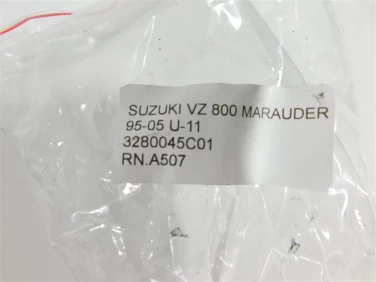 SUZUKI VZ 800 MARAUDER
95-05 U-11
3280045C01
RN.A507